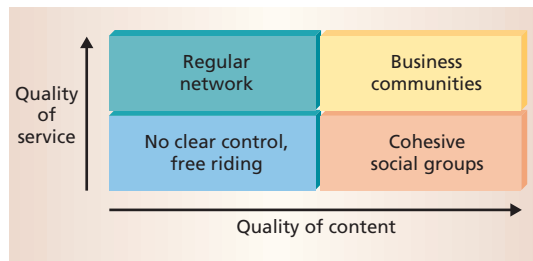 Quality
of
service
Regular
network
Business
communities
No clear control,
free riding
Cohesive
social groups
Quality of content